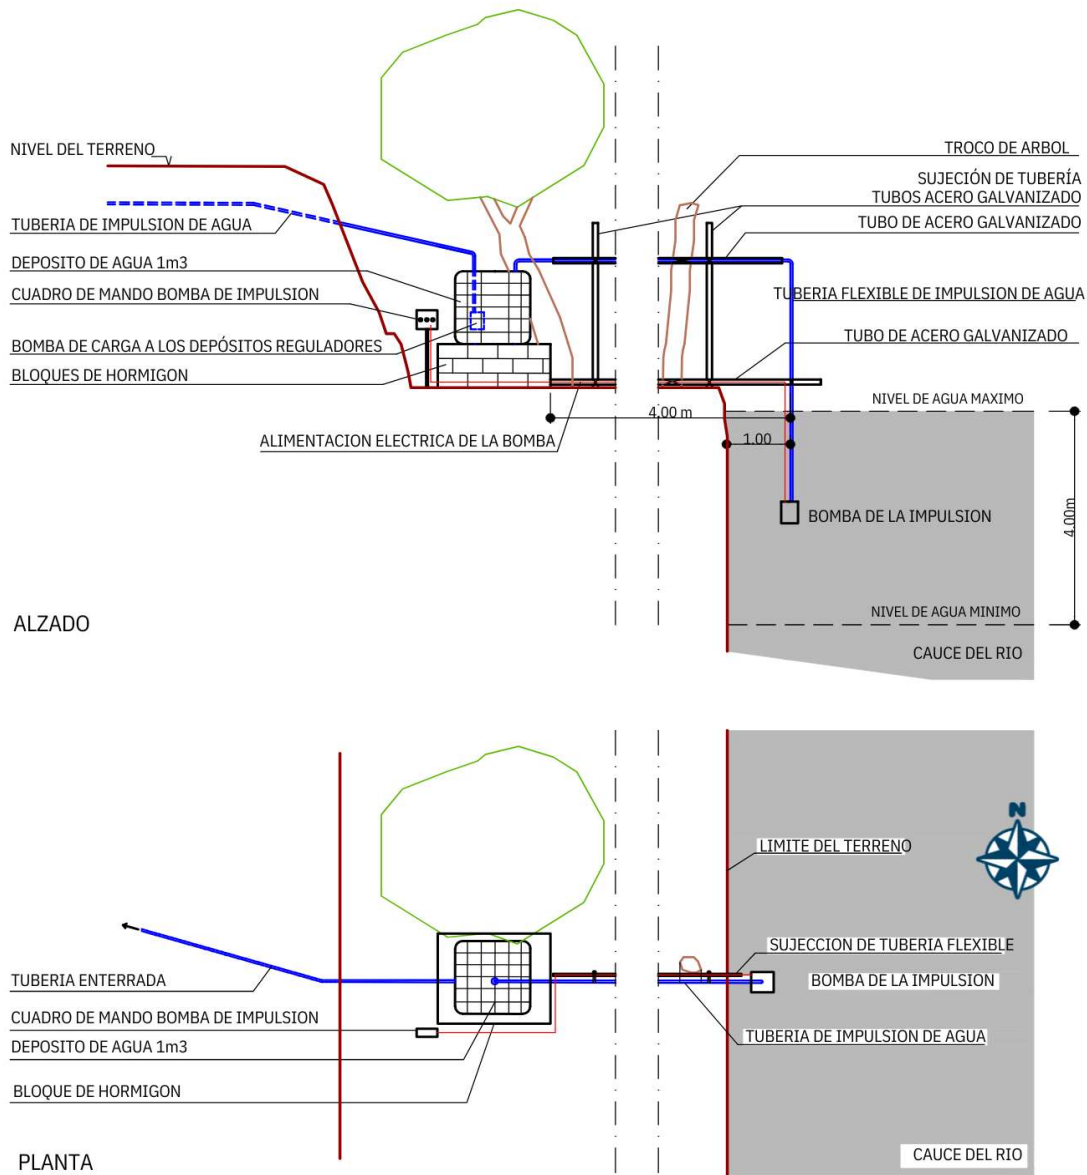 NIVEL DEL TERRENO
TUBERIA DE IMPULSION DE AGUA
DEPOSITO DE AGUA 1m3
CUADRO DE MANDO BOMBA DE IMPULSION
BOMBA DE CARGA A LOS DEPÓSITOS REGULADORES
BLOQUES DE HORMIGON
ALIMENTACION ELECTRICA DE LA BOMBA
TROCO DE ARBOL
SUJECIÓN DE TUBERÍA
TUBOS ACERO GALVANIZADO
TUBO DE ACERO GALVANIZADO
TUBERIA FLEXIBLE DE IMPULSION DE AGUA
TUBO DE ACERO GALVANIZADO
NIVEL DE AGUA MAXIMO
4.00 m
1.00
BOMBA DE LA IMPULSION
4.00m
NIVEL DE AGUA MINIMO
CAUCE DEL RIO
ALZADO
N
LIMITE DEL TERRENO
SUJECCION DE TUBERIA FLEXIBLE
BOMBA DE LA IMPULSION
TUBERIA DE IMPULSION DE AGUA
TUBERIA ENTERRADA
CUADRO DE MANDO BOMBA DE IMPULSION
DEPOSITO DE AGUA 1m3
BLOQUE DE HORMIGON
CAUCE DEL RIO
PLANTA